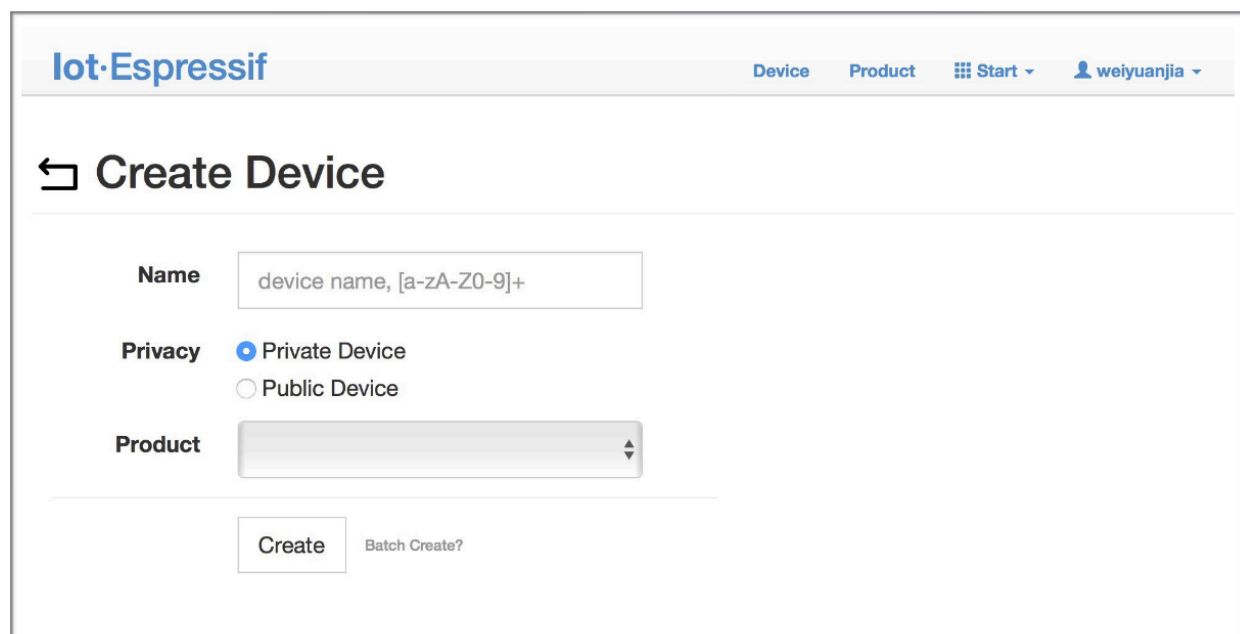 Iot·Espressif
Device Product Start weiyuanjia
Create Device
Name device name, [a-zA-Z0-9]+
Privacy Private Device
Public Device
Product
Create Batch Create?